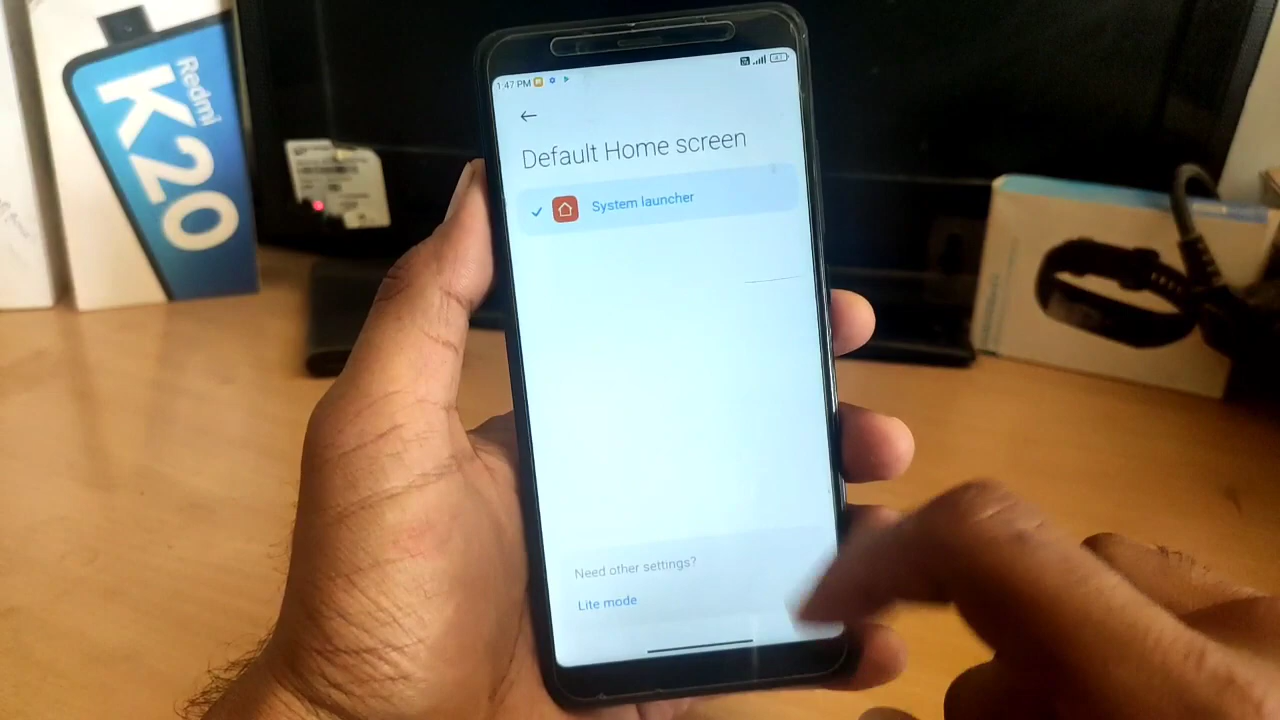 Redmi
K20
1:47 PM
Default Home screen
System launcher
Need other settings?
Lite mode